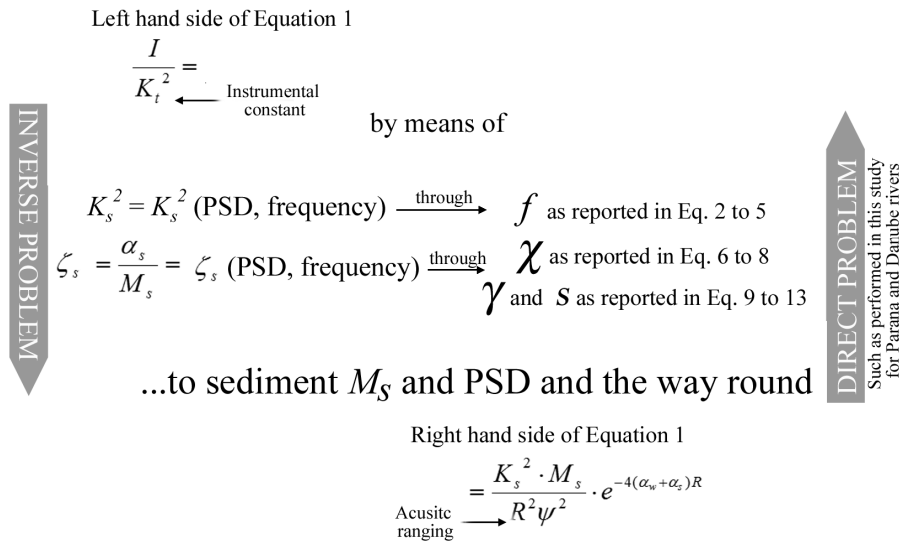 Left hand side of Equation 1
I / K_t^2 =
Instrumental
constant
by means of
INVERSE PROBLEM
K_s^2 = K_s^2 (PSD, frequency) through f as reported in Eq. 2 to 5
ζ_s = α_s / M_s = ζ_s (PSD, frequency) through χ as reported in Eq. 6 to 8
γ and S as reported in Eq. 9 to 13
DIRECT PROBLEM
Such as performed in this study
for Parana and Danube rivers
...to sediment M_s and PSD and the way round
Right hand side of Equation 1
= K_s^2 · M_s / R^2 ψ^2 · e^{-4(α_w+α_s)R}
Acusitc
ranging